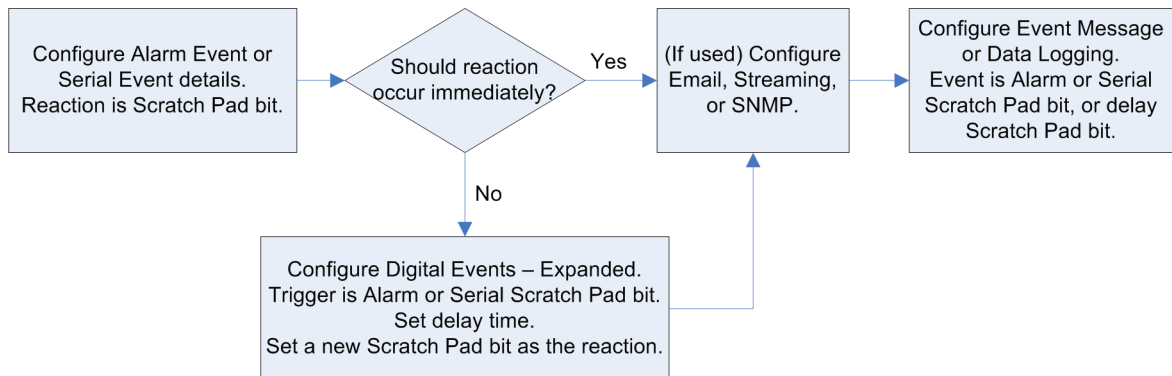 Configure Alarm Event or
Serial Event details.
Reaction is Scratch Pad bit.
Should reaction
occur immediately?
Yes
(If used) Configure
Email, Streaming,
or SNMP.
Configure Event Message
or Data Logging.
Event is Alarm or Serial
Scratch Pad bit, or delay
Scratch Pad bit.
No
Configure Digital Events – Expanded.
Trigger is Alarm or Serial Scratch Pad bit.
Set delay time.
Set a new Scratch Pad bit as the reaction.